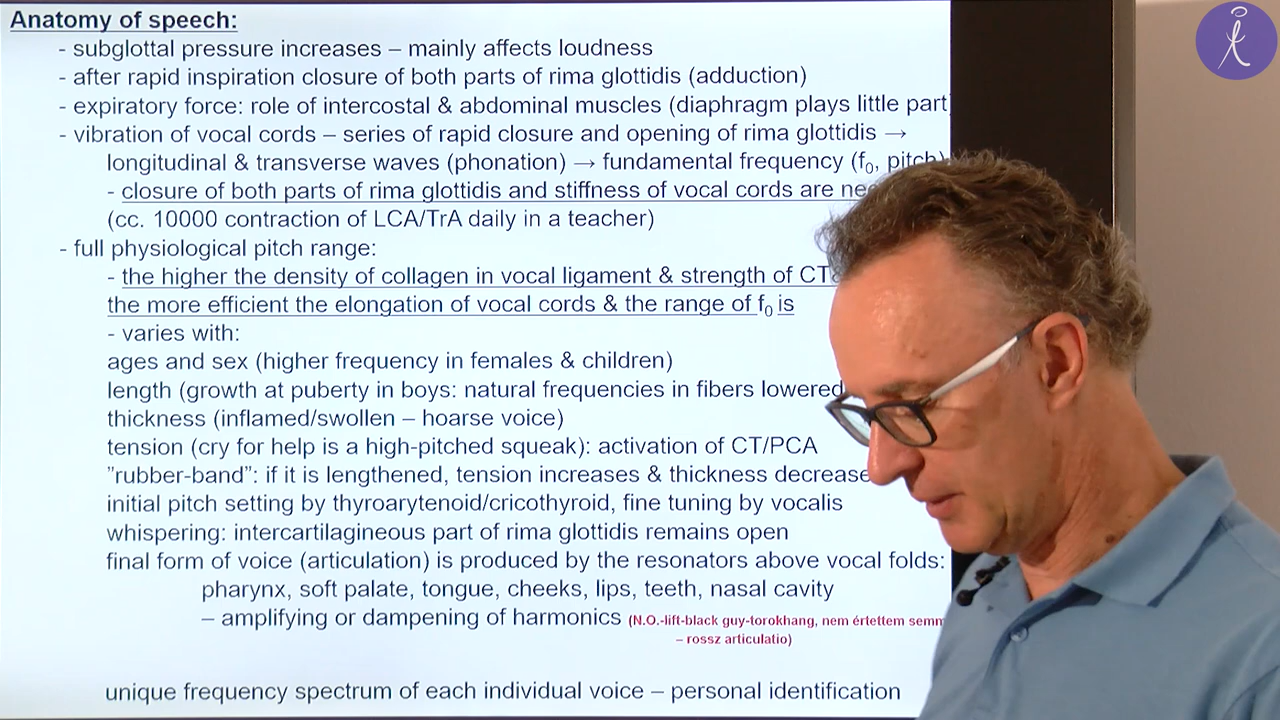 Anatomy of speech:
- subglottal pressure increases – mainly affects loudness
- after rapid inspiration closure of both parts of rima glottidis (adduction)
- expiratory force: role of intercostal & abdominal muscles (diaphragm plays little part
- vibration of vocal cords – series of rapid closure and opening of rima glottidis →
longitudinal & transverse waves (phonation) → fundamental frequency (f₀, pitch)
- closure of both parts of rima glottidis and stiffness of vocal cords are
(cc. 10000 contraction of LCA/TrA daily in a teacher)
- full physiological pitch range:
- the higher the density of collagen in vocal ligament & strength of CT
the more efficient the elongation of vocal cords & the range of f₀ is
- varies with:
ages and sex (higher frequency in females & children)
length (growth at puberty in boys: natural frequencies in fibers lowered
thickness (inflamed/swollen – hoarse voice)
tension (cry for help is a high-pitched squeak): activation of CT/PCA
"rubber-band": if it is lengthened, tension increases & thickness decrease
initial pitch setting by thyroarytenoid/cricothyroid, fine tuning by vocalis
whispering: intercartilagineous part of rima glottidis remains open
final form of voice (articulation) is produced by the resonators above vocal folds:
pharynx, soft palate, tongue, cheeks, lips, teeth, nasal cavity
– amplifying or dampening of harmonics (N.O.-lift-black guy-torokhang, nem értettem semm
– rossz articulatio)
unique frequency spectrum of each individual voice – personal identification